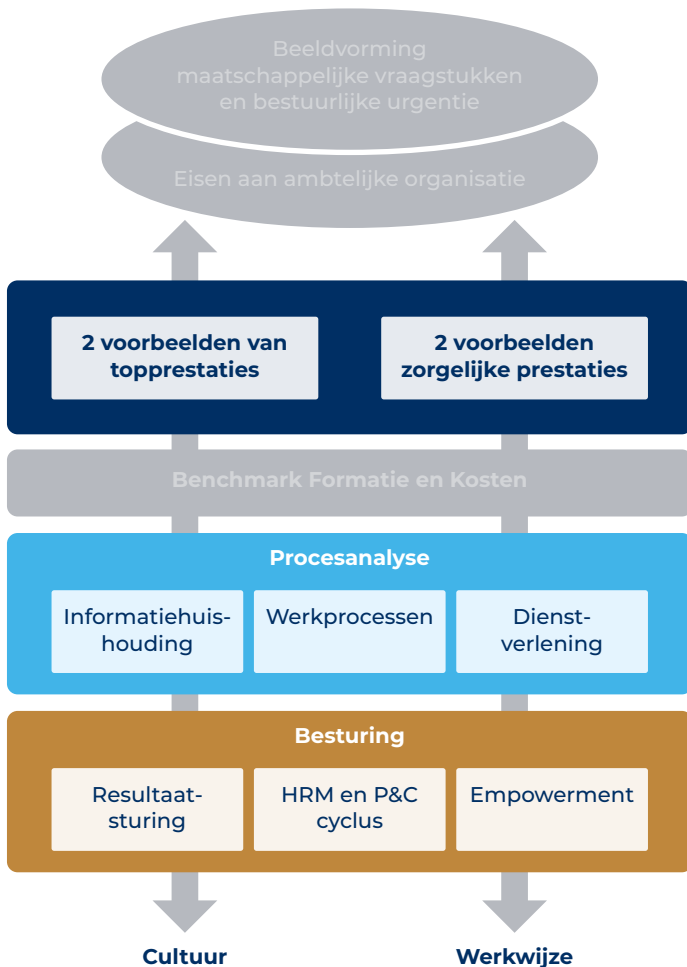 Beeldvorming
maatschappelijke vraagstukken
en bestuurlijke urgentie
Eisen aan ambtelijke organisatie
2 voorbeelden van
topprestaties
2 voorbeelden
zorgelijke prestaties
Benchmark Formatie en Kosten
Procesanalyse
Informatiehuis-
houding
Werkprocessen
Dienst-
verlening
Besturing
Resultaat-
sturing
HRM en P&C
cyclus
Empowerment
Cultuur
Werkwijze